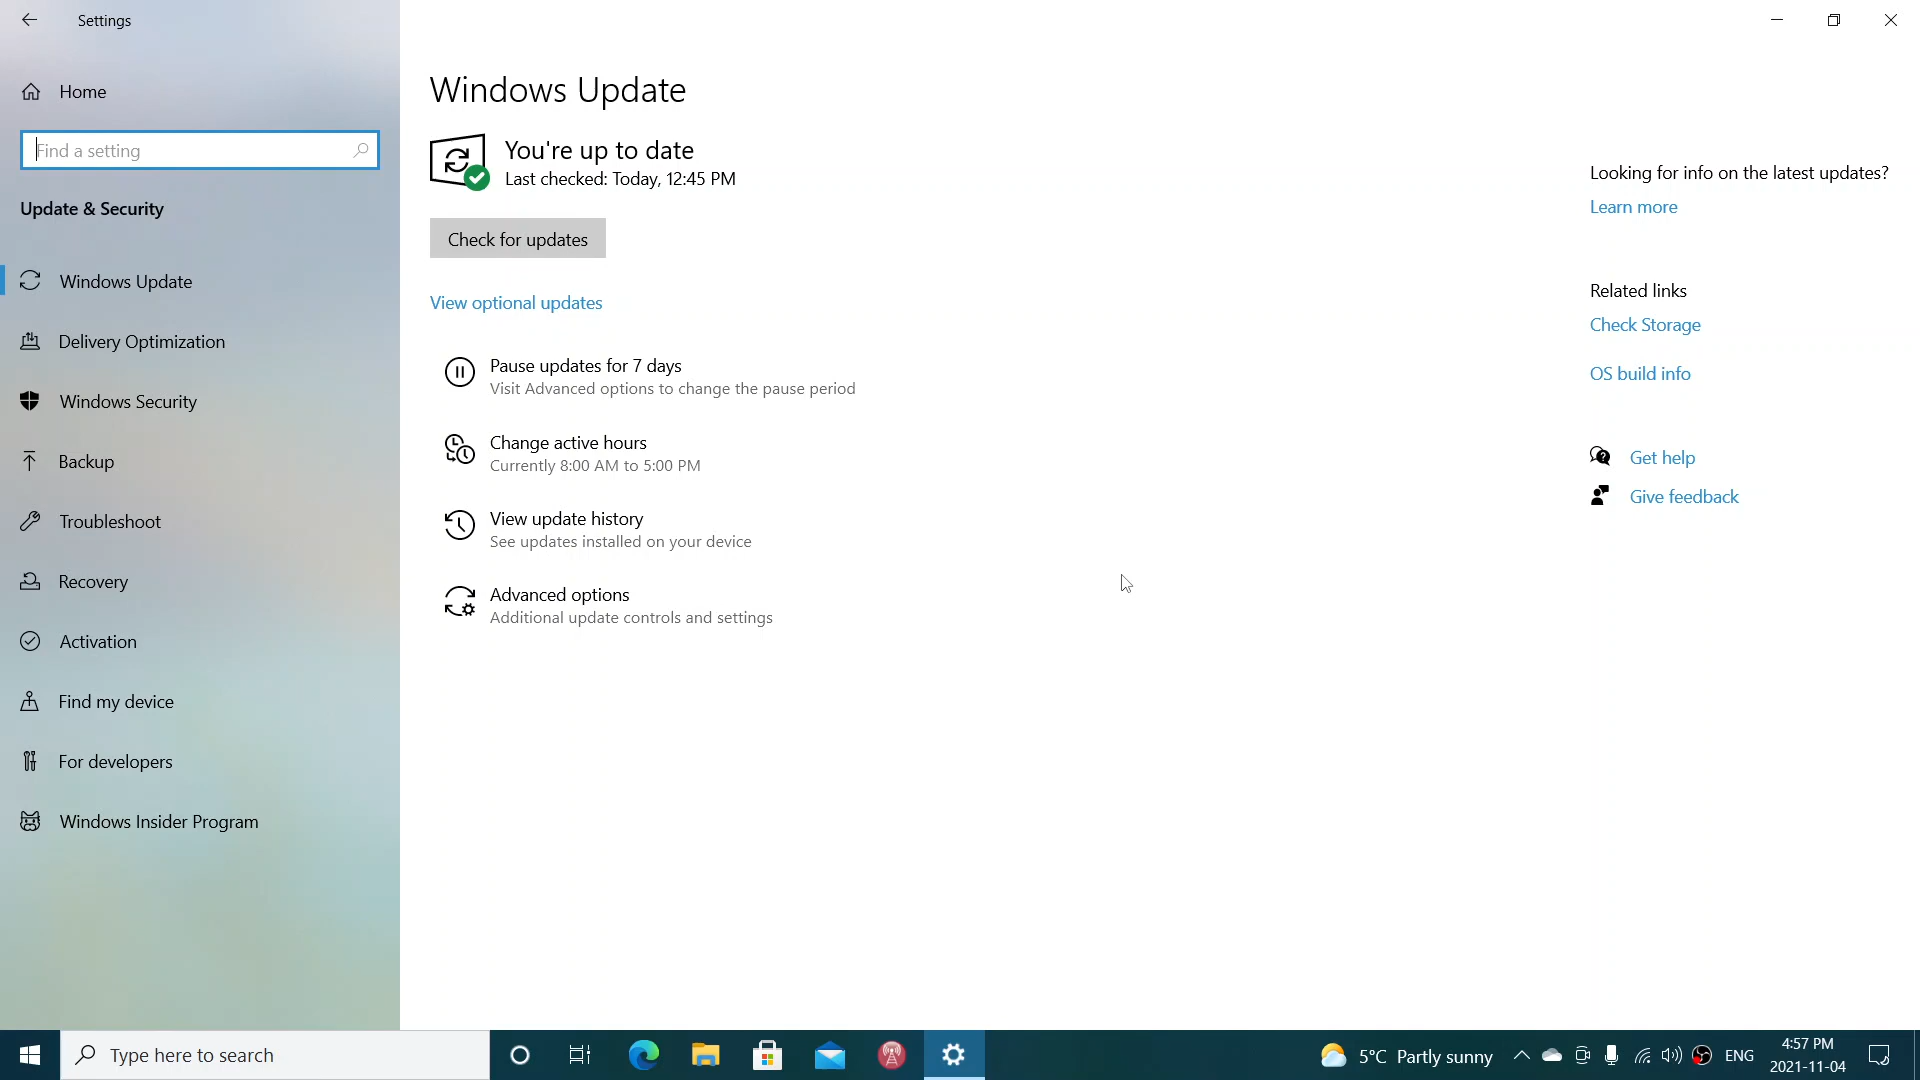 Settings
Home
Find a setting
Update & Security
Windows Update
Delivery Optimization
Windows Security
Backup
Troubleshoot
Recovery
Activation
Find my device
For developers
Windows Insider Program
Windows Update
You're up to date
Last checked: Today, 12:45 PM
Check for updates
View optional updates
Pause updates for 7 days
Visit Advanced options to change the pause period
Change active hours
Currently 8:00 AM to 5:00 PM
View update history
See updates installed on your device
Advanced options
Additional update controls and settings
Looking for info on the latest updates?
Learn more
Related links
Check Storage
OS build info
Get help
Give feedback
Type here to search
5°C Partly sunny
ENG
4:57 PM
2021-11-04